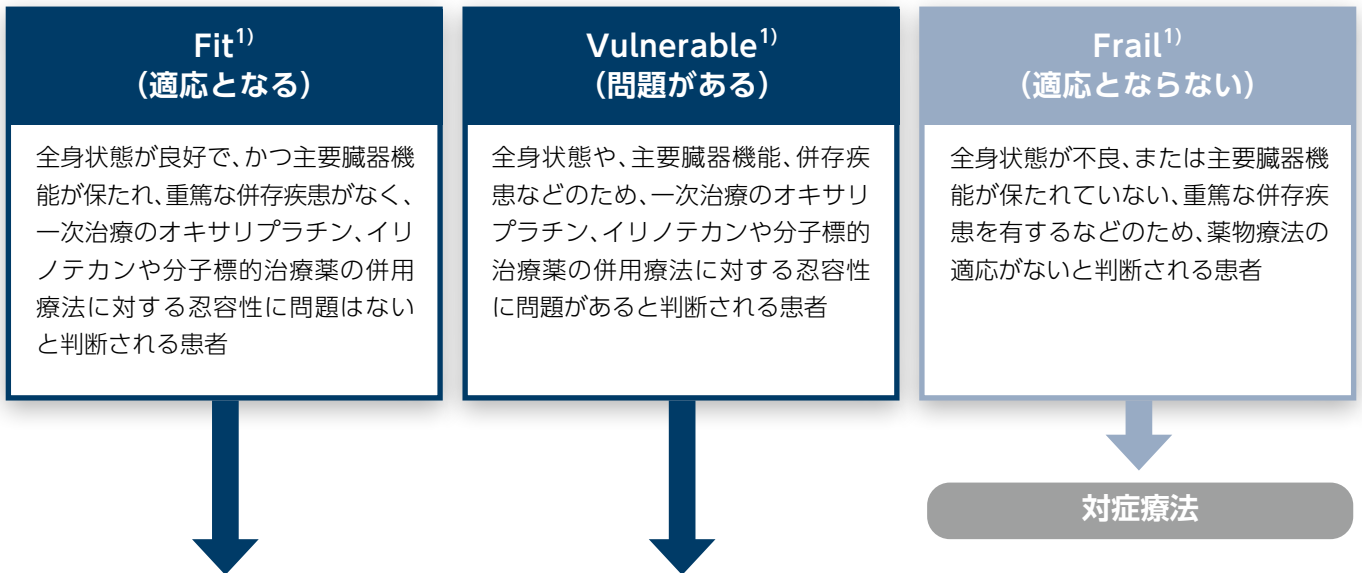 Fit1)
(適応となる)
全身状態が良好で、かつ主要臓器機
能が保たれ、重篤な併存疾患がなく、
一次治療のオキサリプラチン、イリ
ノテカンや分子標的治療薬の併用
療法に対する忍容性に問題はない
と判断される患者
Vulnerable1)
(問題がある)
全身状態や、主要臓器機能、併存疾
患などのため、一次治療のオキサリ
プラチン、イリノテカンや分子標的
治療薬の併用療法に対する忍容性
に問題があると判断される患者
Frail1)
(適応とならない)
全身状態が不良、または主要臓器機
能が保たれていない、重篤な併存疾
患を有するなどのため、薬物療法の
適応がないと判断される患者
対症療法